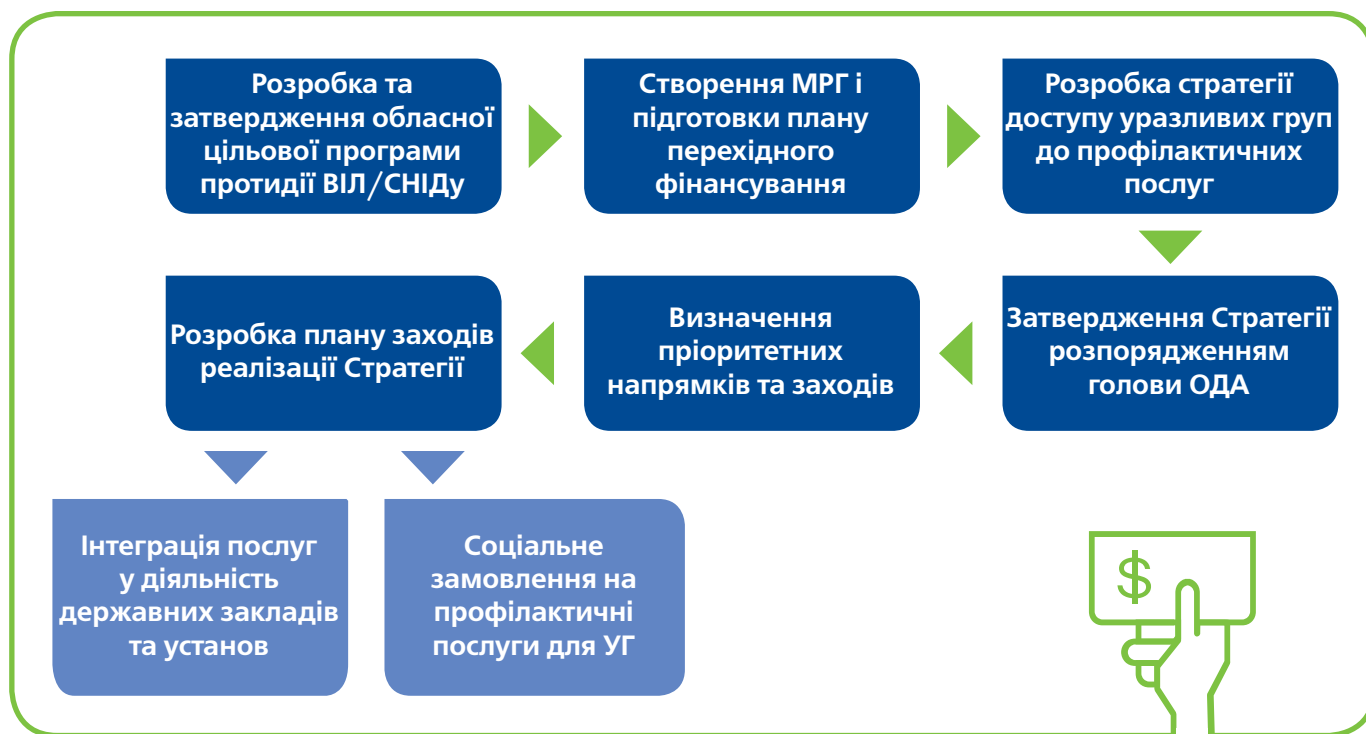 Розробка та
затвердження обласної
цільової програми
протидії ВІЛ/СНІДу
Створення МРГ і
підготовки плану
перехідного
фінансування
Розробка стратегії
доступу уразливих груп
до профілактичних
послуг
Затвердження Стратегії
розпорядженням
голови ОДА
Визначення
пріоритетних
напрямків та заходів
Розробка плану заходів
реалізації Стратегії
Інтеграція послуг
у діяльність
державних закладів
та установ
Соціальне
замовлення на
профілактичні
послуги для УГ
$